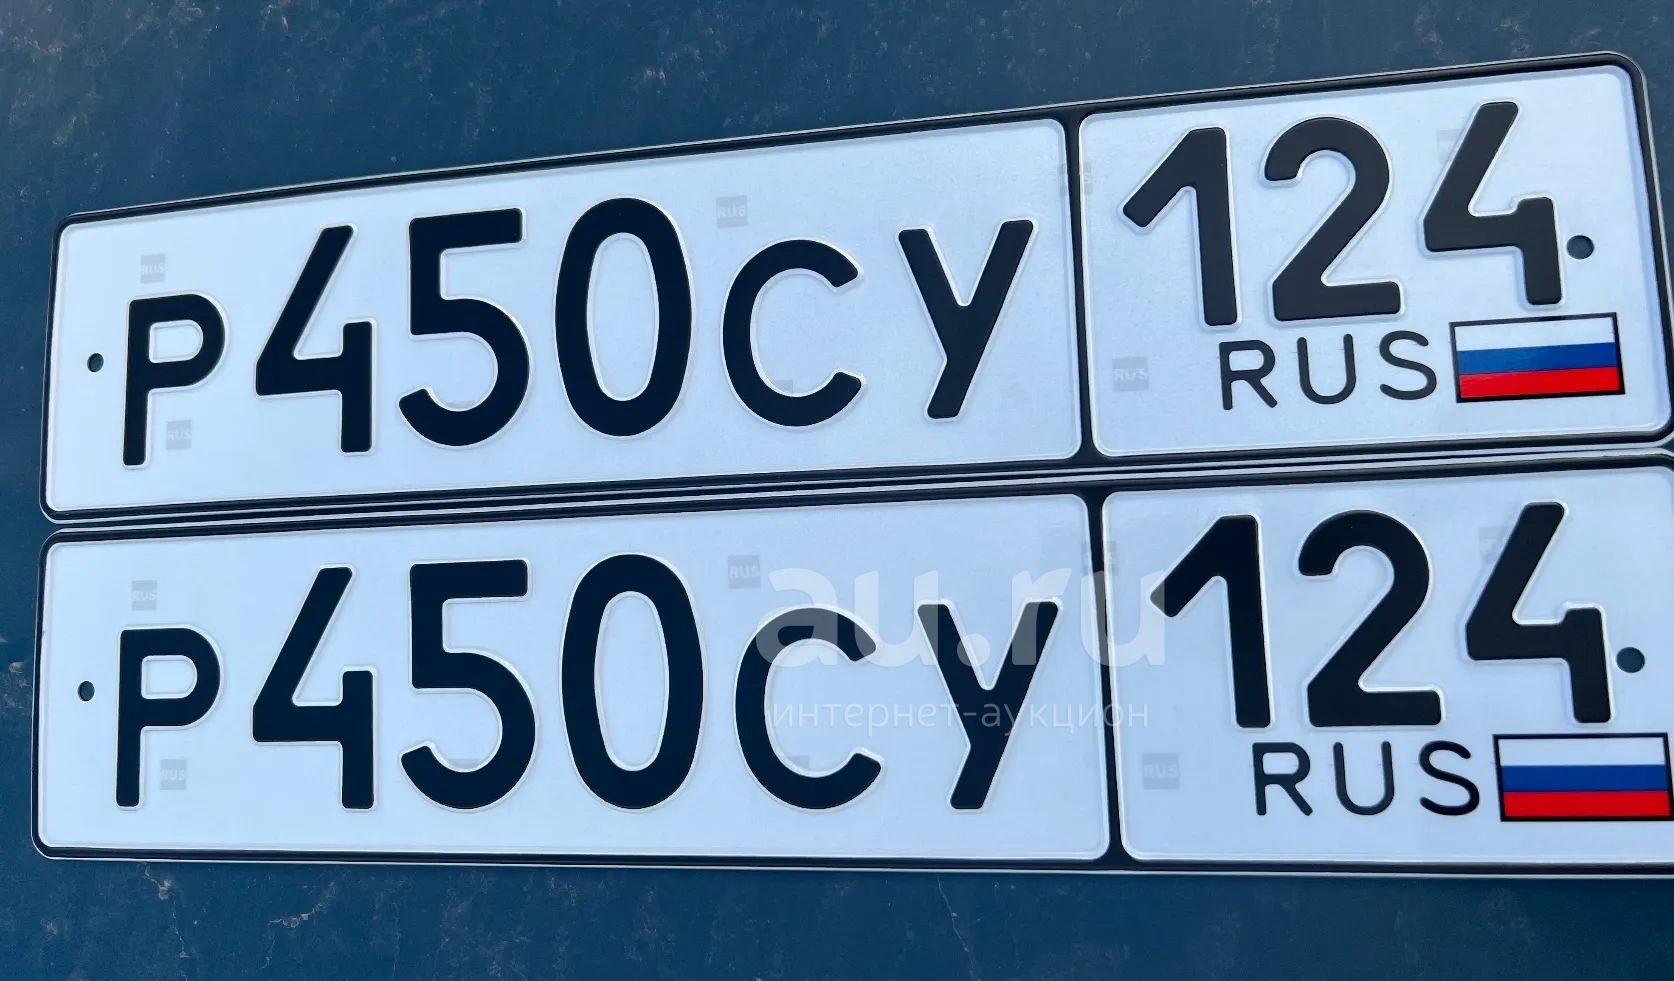 Р450СУ 124
RUS
Р450СУ 124
RUS
au.ru
интернет-аукцион